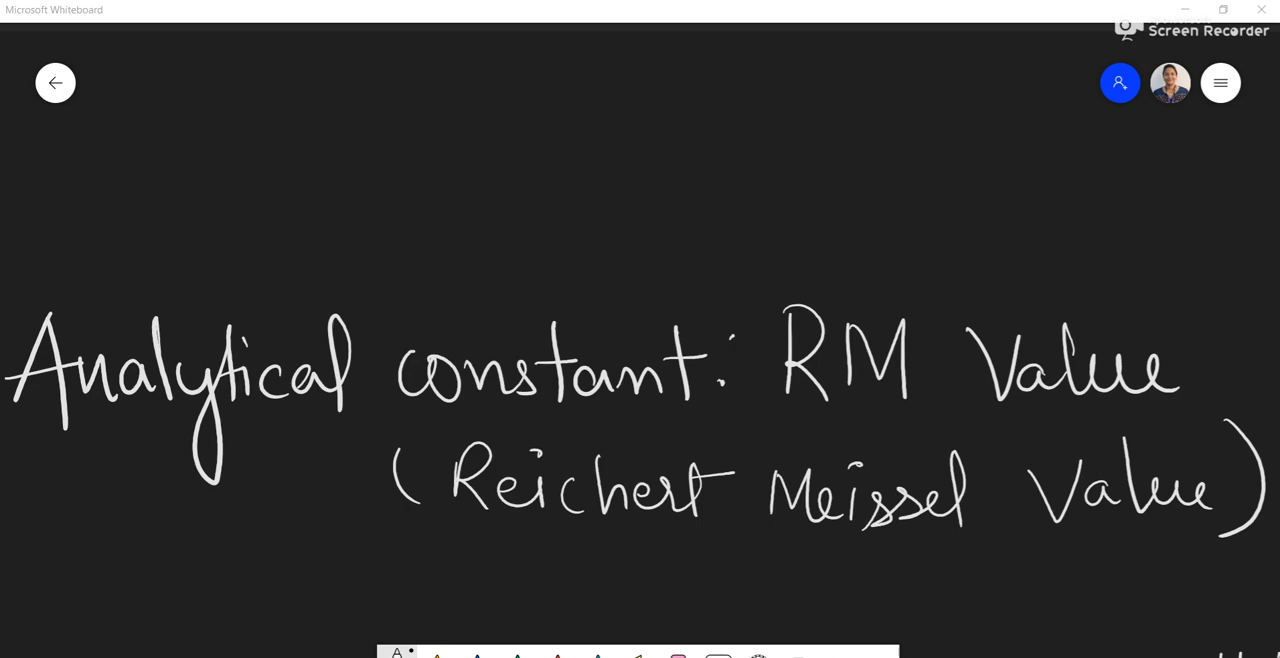 Microsoft Whiteboard
Screen Recorder
Analytical constant: RM Value
(Reichert Meissel Value)
A